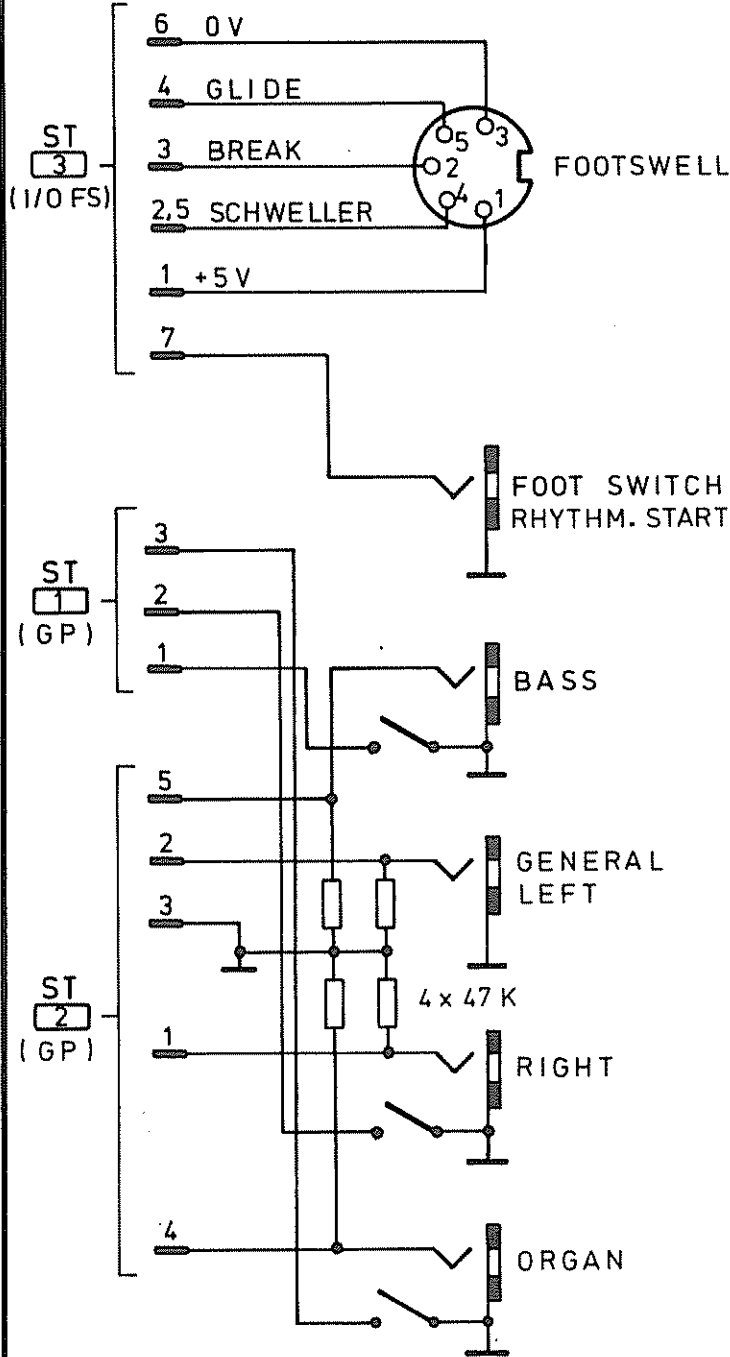 ST
3
(I/O FS)
6 0 V
4 GLIDE
3 BREAK
2,5 SCHWELLER
1 +5 V
7
5
3
2
4
1
FOOTSWELL
FOOT SWITCH
RHYTHM. START
ST
1
(GP)
3
2
1
BASS
ST
2
(GP)
5
2
3
1
4
GENERAL
LEFT
4 x 47 K
RIGHT
ORGAN